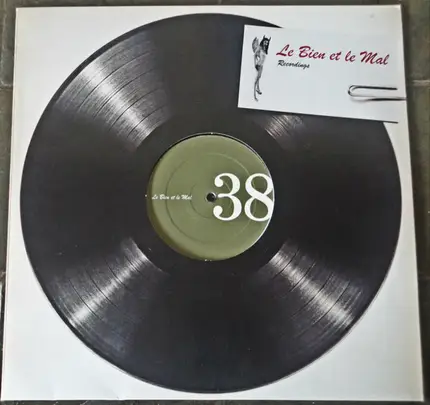 Le Bien et le Mal
Recordings
Le Bien et le Mal
38